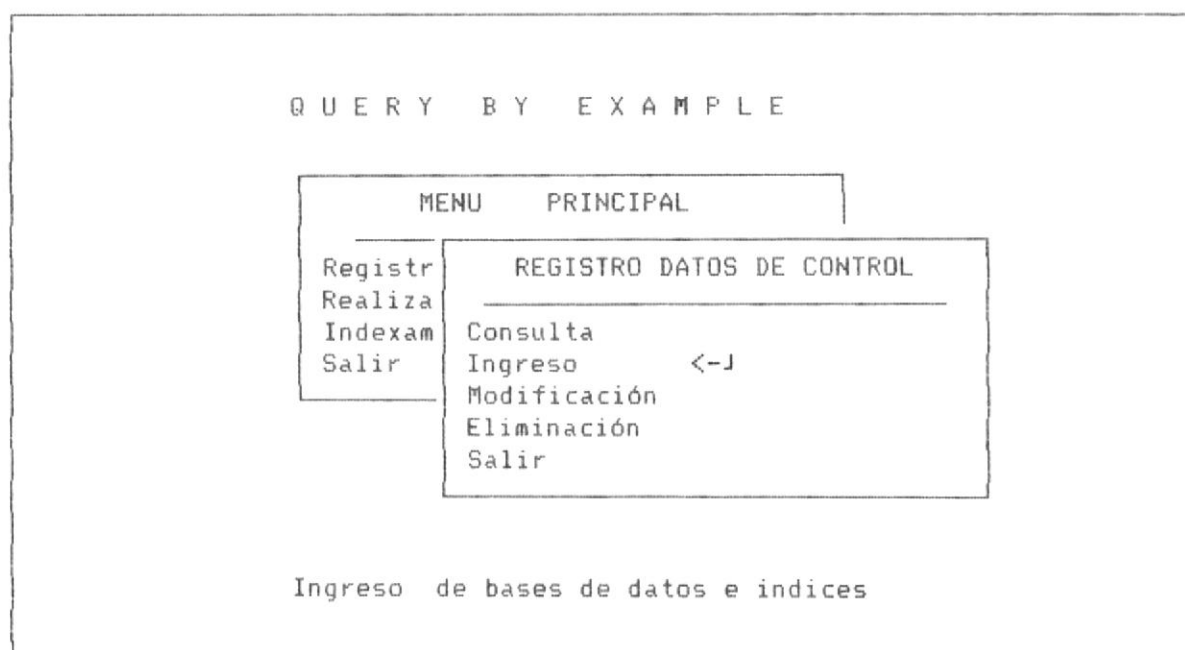 QUERY BY EXAMPLE
MENU PRINCIPAL
Registr
Realiza
Indexam
Salir
REGISTRO DATOS DE CONTROL
Consulta
Ingreso <-┘
Modificación
Eliminación
Salir
Ingreso de bases de datos e indices